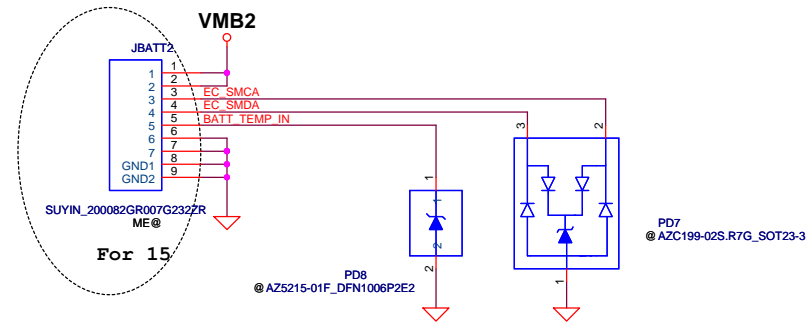 VMB2
JBATT2
1 1
2 2
3 3 EC_SMCA
4 4 EC_SMDA
5 5 BATT_TEMP_IN
6 6
7 7
GND1 8
GND2 9
SUYIN_200082GR007G232ZR
ME@
For 15
1
1
2
2
PD8
@ AZ5215-01F_DFN1006P2E2
3
2
1
PD7
@ AZC199-02S.R7G_SOT23-3